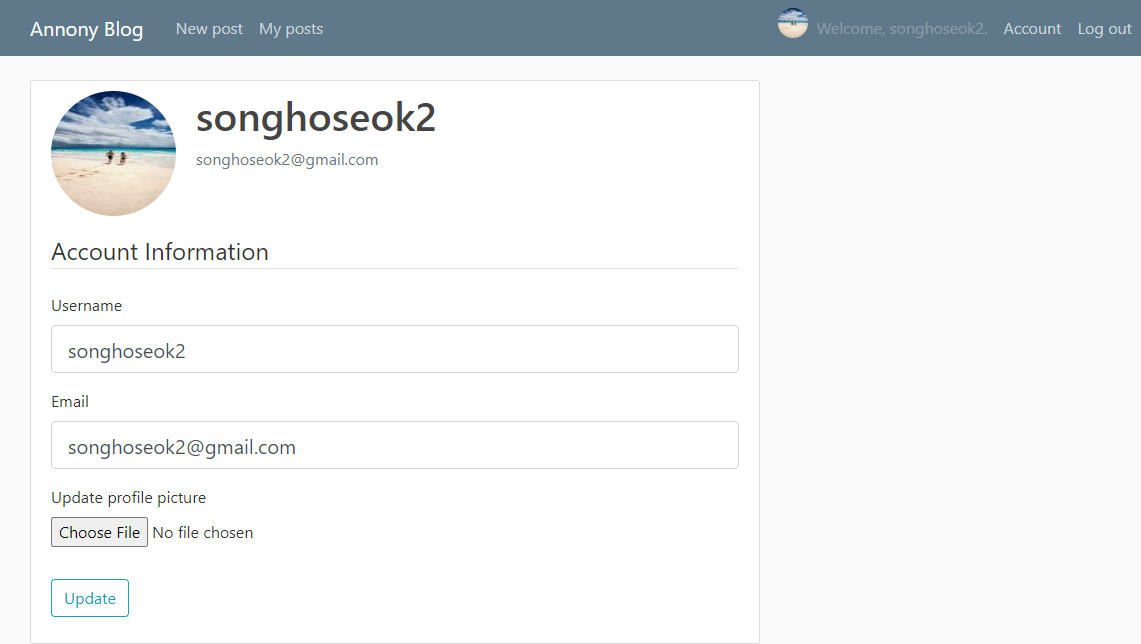 Annony Blog New post My posts Welcome, songhoseok2. Account Log out
songhoseok2
songhoseok2@gmail.com
Account Information
Username
songhoseok2
Email
songhoseok2@gmail.com
Update profile picture
Choose File No file chosen
Update